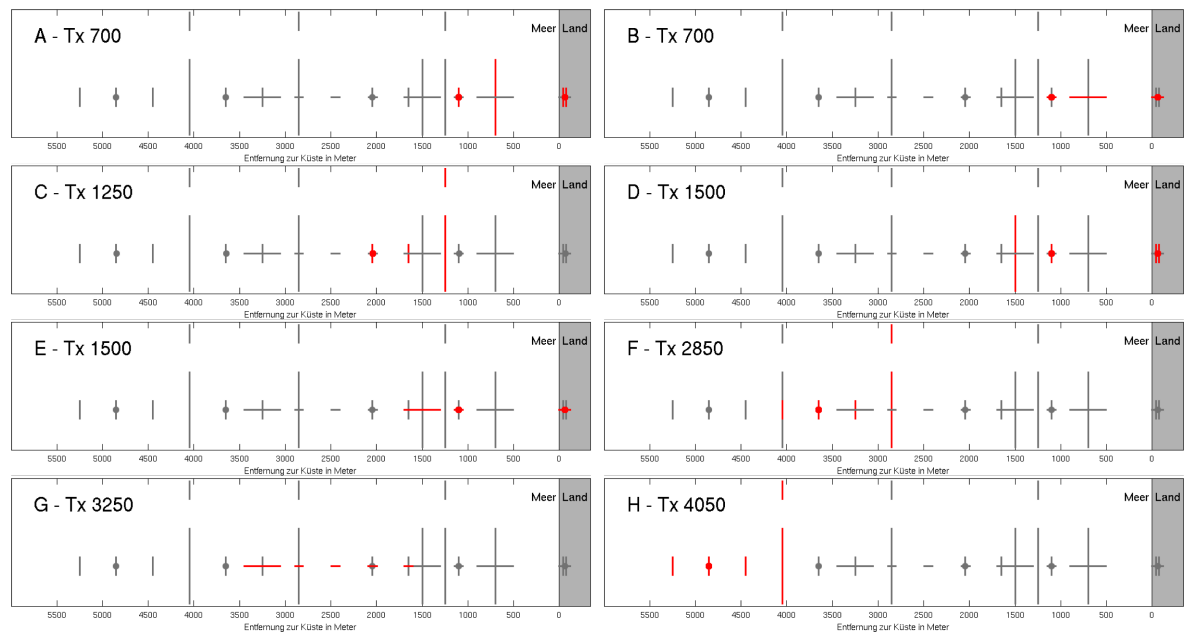 A - Tx 700
Meer Land
5500 5000 4500 4000 3500 3000 2500 2000 1500 1000 500 0
Entfernung zur Küste in Meter
B - Tx 700
Meer Land
5500 5000 4500 4000 3500 3000 2500 2000 1500 1000 500 0
Entfernung zur Küste in Meter
C - Tx 1250
Meer Land
5500 5000 4500 4000 3500 3000 2500 2000 1500 1000 500 0
Entfernung zur Küste in Meter
D - Tx 1500
Meer Land
5500 5000 4500 4000 3500 3000 2500 2000 1500 1000 500 0
Entfernung zur Küste in Meter
E - Tx 1500
Meer Land
5500 5000 4500 4000 3500 3000 2500 2000 1500 1000 500 0
Entfernung zur Küste in Meter
F - Tx 2850
Meer Land
5500 5000 4500 4000 3500 3000 2500 2000 1500 1000 500 0
Entfernung zur Küste in Meter
G - Tx 3250
Meer Land
5500 5000 4500 4000 3500 3000 2500 2000 1500 1000 500 0
Entfernung zur Küste in Meter
H - Tx 4050
Meer Land
5500 5000 4500 4000 3500 3000 2500 2000 1500 1000 500 0
Entfernung zur Küste in Meter